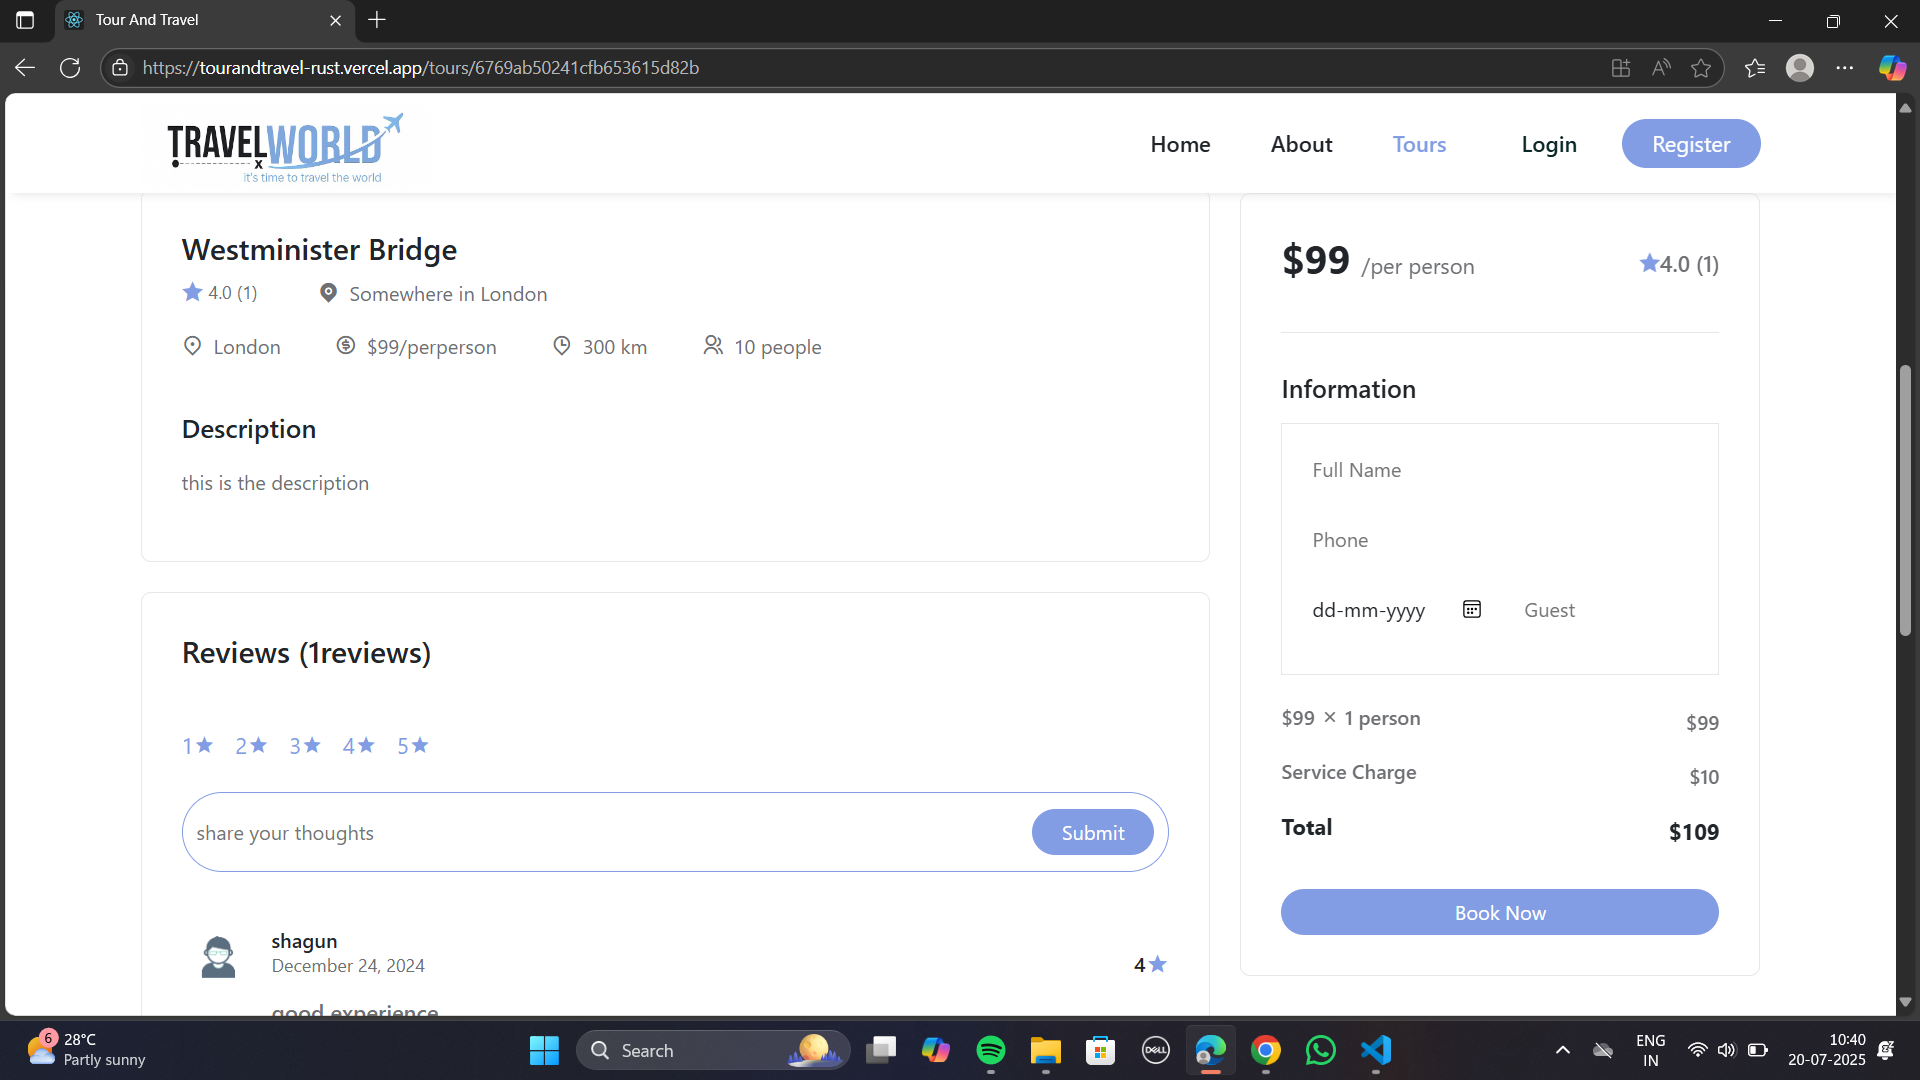 Tour And Travel
https://tourandtravel-rust.vercel.app/tours/6769ab50241cfb653615d82b
TRAVELWORLD
x
it's time to travel the world
Home About Tours Login Register
Westminister Bridge
4.0 (1) Somewhere in London
London $99/perperson 300 km 10 people
Description
this is the description
Reviews (1reviews)
1 2 3 4 5
share your thoughts Submit
shagun
December 24, 2024
4
good experience
$99 /per person 4.0 (1)
Information
Full Name
Phone
dd-mm-yyyy Guest
$99 × 1 person $99
Service Charge $10
Total $109
Book Now
6
28°C
Partly sunny
Search
DELL
ENG
IN
10:40
20-07-2025